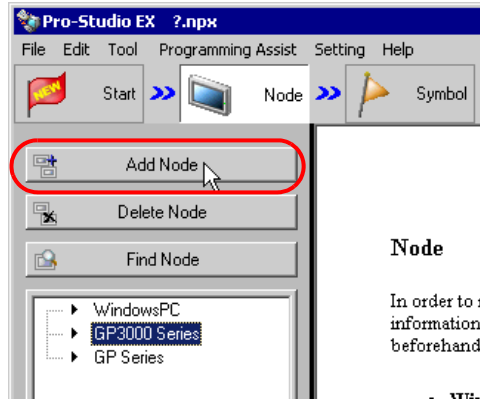 Pro-Studio EX ?.npx
File Edit Tool Programming Assist Setting Help
NEW Start Node Symbol
Add Node
Delete Node
Find Node
WindowsPC
GP3000 Series
GP Series
Node
In order to
information
beforehand